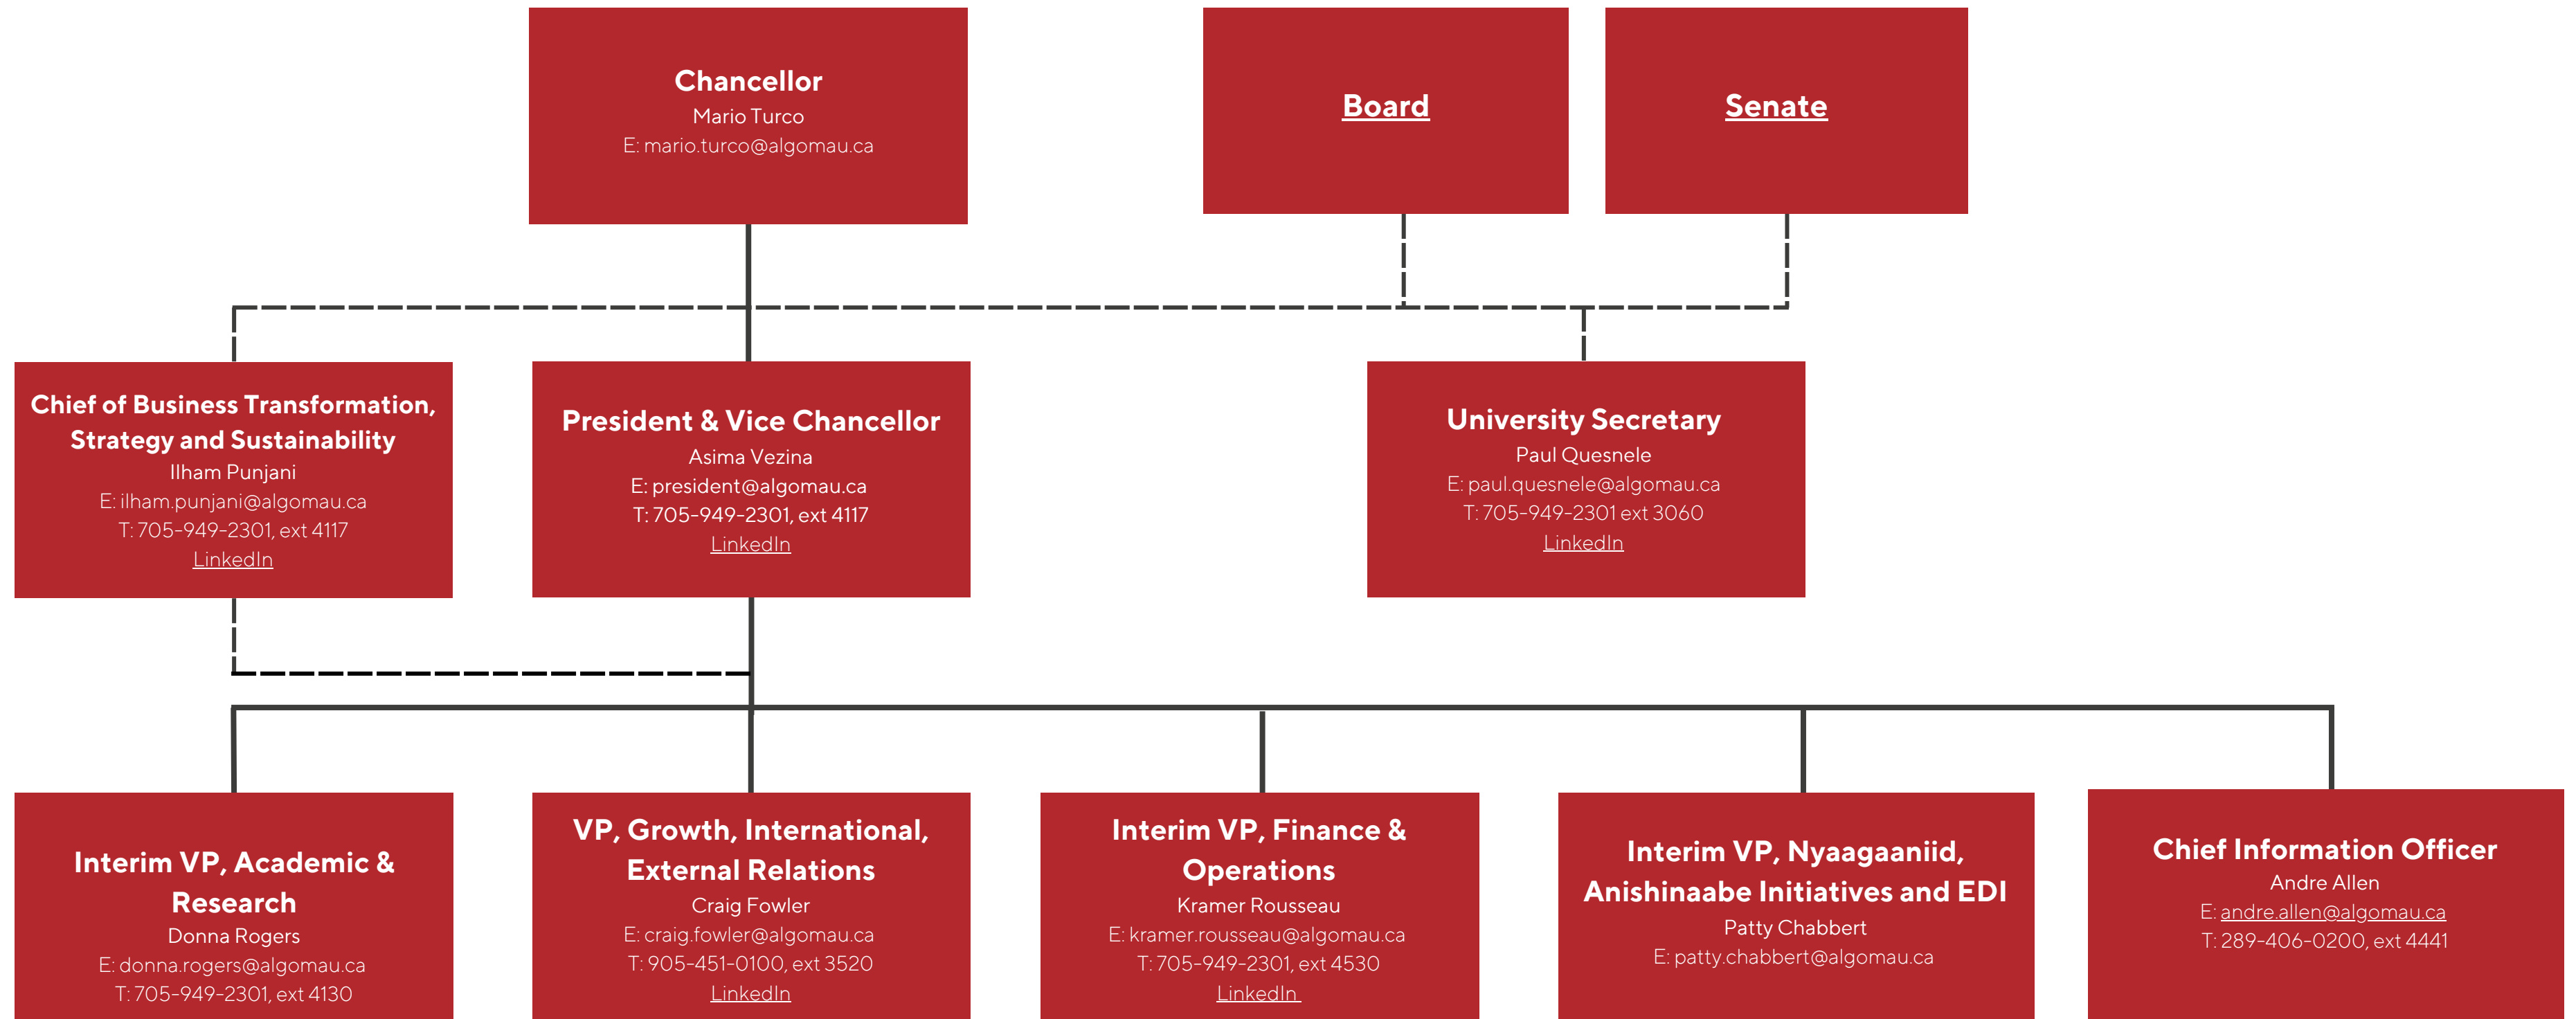 Chancellor
Mario Turco
E: mario.turco@algomau.ca
Board
Senate
Chief of Business Transformation,
Strategy and Sustainability
Ilham Punjani
E: ilham.punjani@algomau.ca
T: 705-949-2301, ext 4117
LinkedIn
President & Vice Chancellor
Asima Vezina
E: president@algomau.ca
T: 705-949-2301, ext 4117
LinkedIn
University Secretary
Paul Quesnele
E: paul.quesnele@algomau.ca
T: 705-949-2301 ext 3060
LinkedIn
Interim VP, Academic &
Research
Donna Rogers
E: donna.rogers@algomau.ca
T: 705-949-2301, ext 4130
VP, Growth, International,
External Relations
Craig Fowler
E: craig.fowler@algomau.ca
T: 905-451-0100, ext 3520
LinkedIn
Interim VP, Finance &
Operations
Kramer Rousseau
E: kramer.rousseau@algomau.ca
T: 705-949-2301, ext 4530
LinkedIn
Interim VP, Nyaagaaniid,
Anishinaabe Initiatives and EDI
Patty Chabbert
E: patty.chabbert@algomau.ca
Chief Information Officer
Andre Allen
E: andre.allen@algomau.ca
T: 289-406-0200, ext 4441